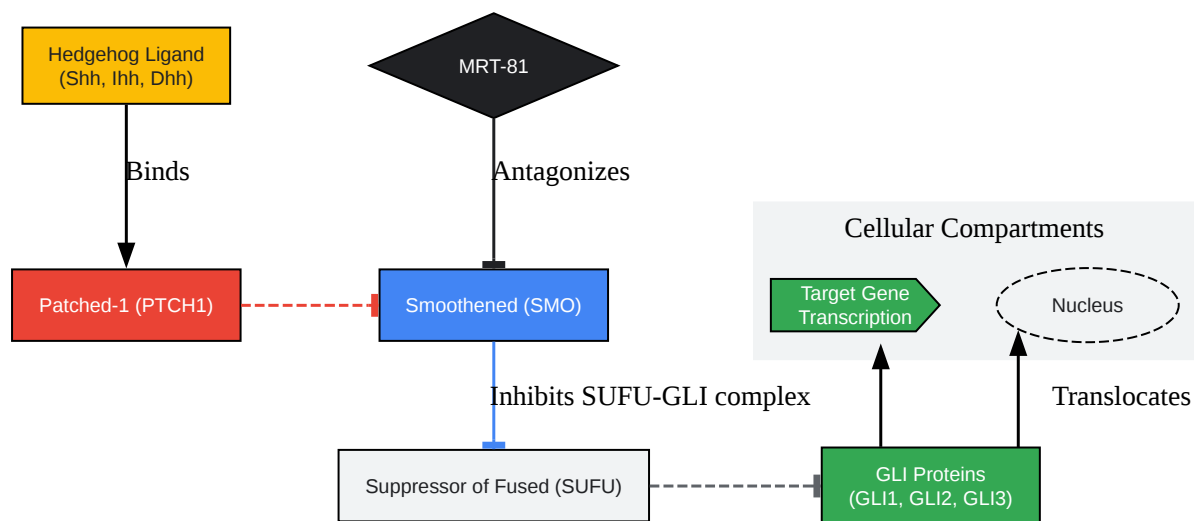 Hedgehog Ligand
(Shh, Ihh, Dhh)
MRT-81
Binds
Antagonizes
Cellular Compartments
Patched-1 (PTCH1)
Smoothened (SMO)
Target Gene
Transcription
Nucleus
Inhibits SUFU-GLI complex
Translocates
Suppressor of Fused (SUFU)
GLI Proteins
(GLI1, GLI2, GLI3)